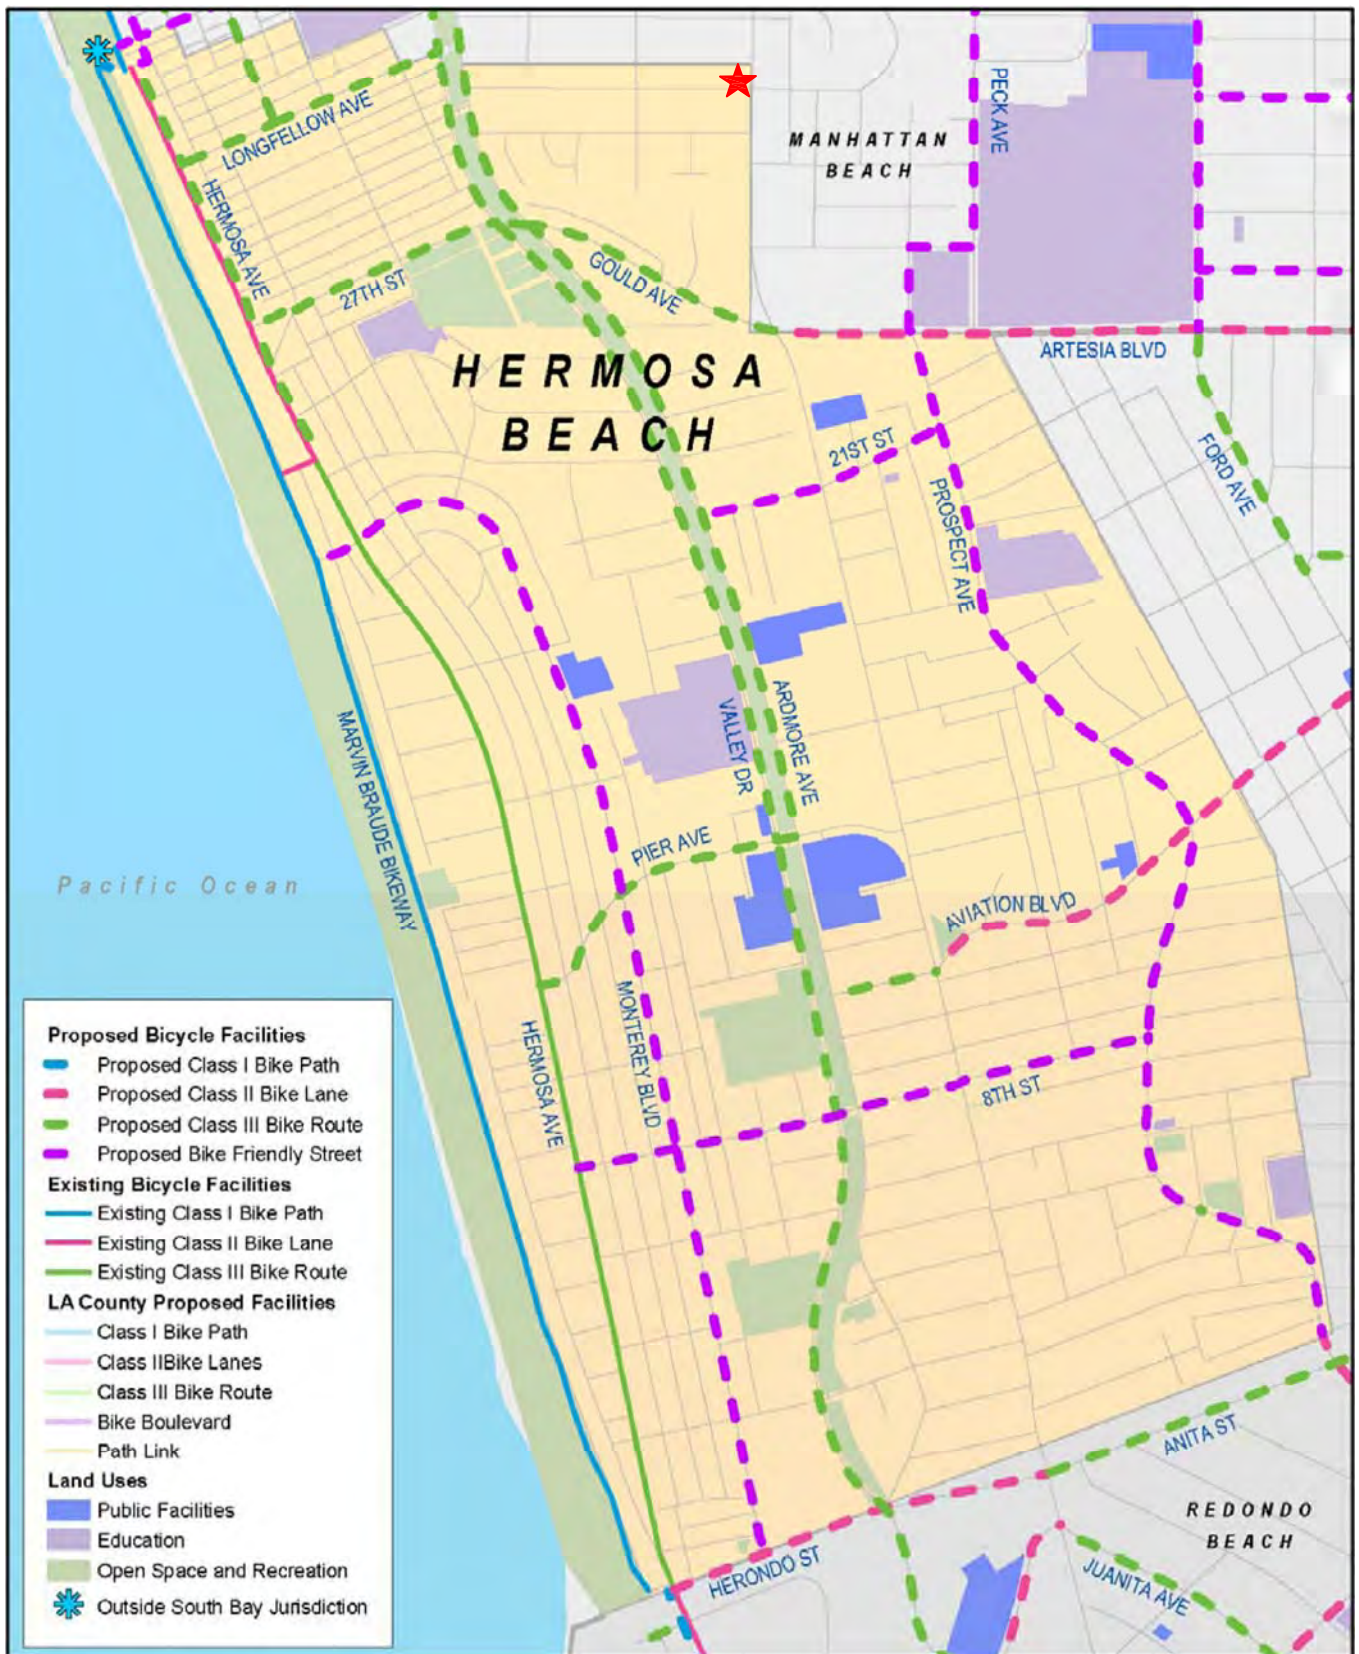 LONGFELLOW AVE
HERMOSA AVE
27TH ST
GOULD AVE
PECK AVE
MANHATTAN
BEACH
ARTESIA BLVD
HERMOSA
BEACH
21ST ST
PROSPECT AVE
FORD AVE
MARVIN BRAUDE BIKEWAY
VALLEY DR
ARDMORE AVE
PIER AVE
AVIATION BLVD
Pacific Ocean
HERMOSA AVE
MONTEREY BLVD
8TH ST
ANITA ST
REDONDO
BEACH
HERONDO ST
JUANITA AVE
Proposed Bicycle Facilities
Proposed Class I Bike Path
Proposed Class II Bike Lane
Proposed Class III Bike Route
Proposed Bike Friendly Street
Existing Bicycle Facilities
Existing Class I Bike Path
Existing Class II Bike Lane
Existing Class III Bike Route
LA County Proposed Facilities
Class I Bike Path
Class IIBike Lanes
Class III Bike Route
Bike Boulevard
Path Link
Land Uses
Public Facilities
Education
Open Space and Recreation
Outside South Bay Jurisdiction